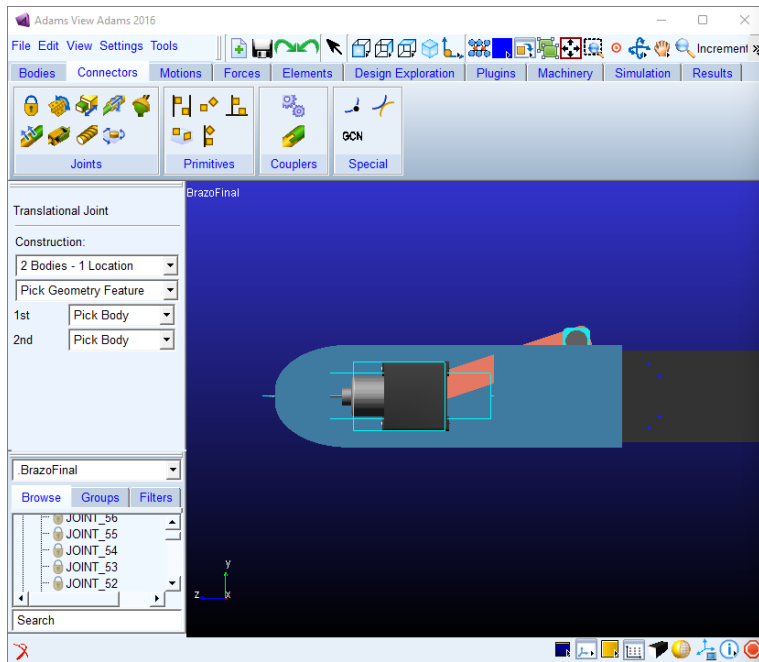 Adams View Adams 2016
File Edit View Settings Tools
Increment »
Bodies Connectors Motions Forces Elements Design Exploration Plugins Machinery Simulation Results
GCN
Joints Primitives Couplers Special
BrazoFinal
Translational Joint
Construction:
2 Bodies - 1 Location
Pick Geometry Feature
1st Pick Body
2nd Pick Body
.BrazoFinal
Browse Groups Filters
JOINT_56
JOINT_55
JOINT_54
JOINT_53
JOINT_52
Search
y
z x